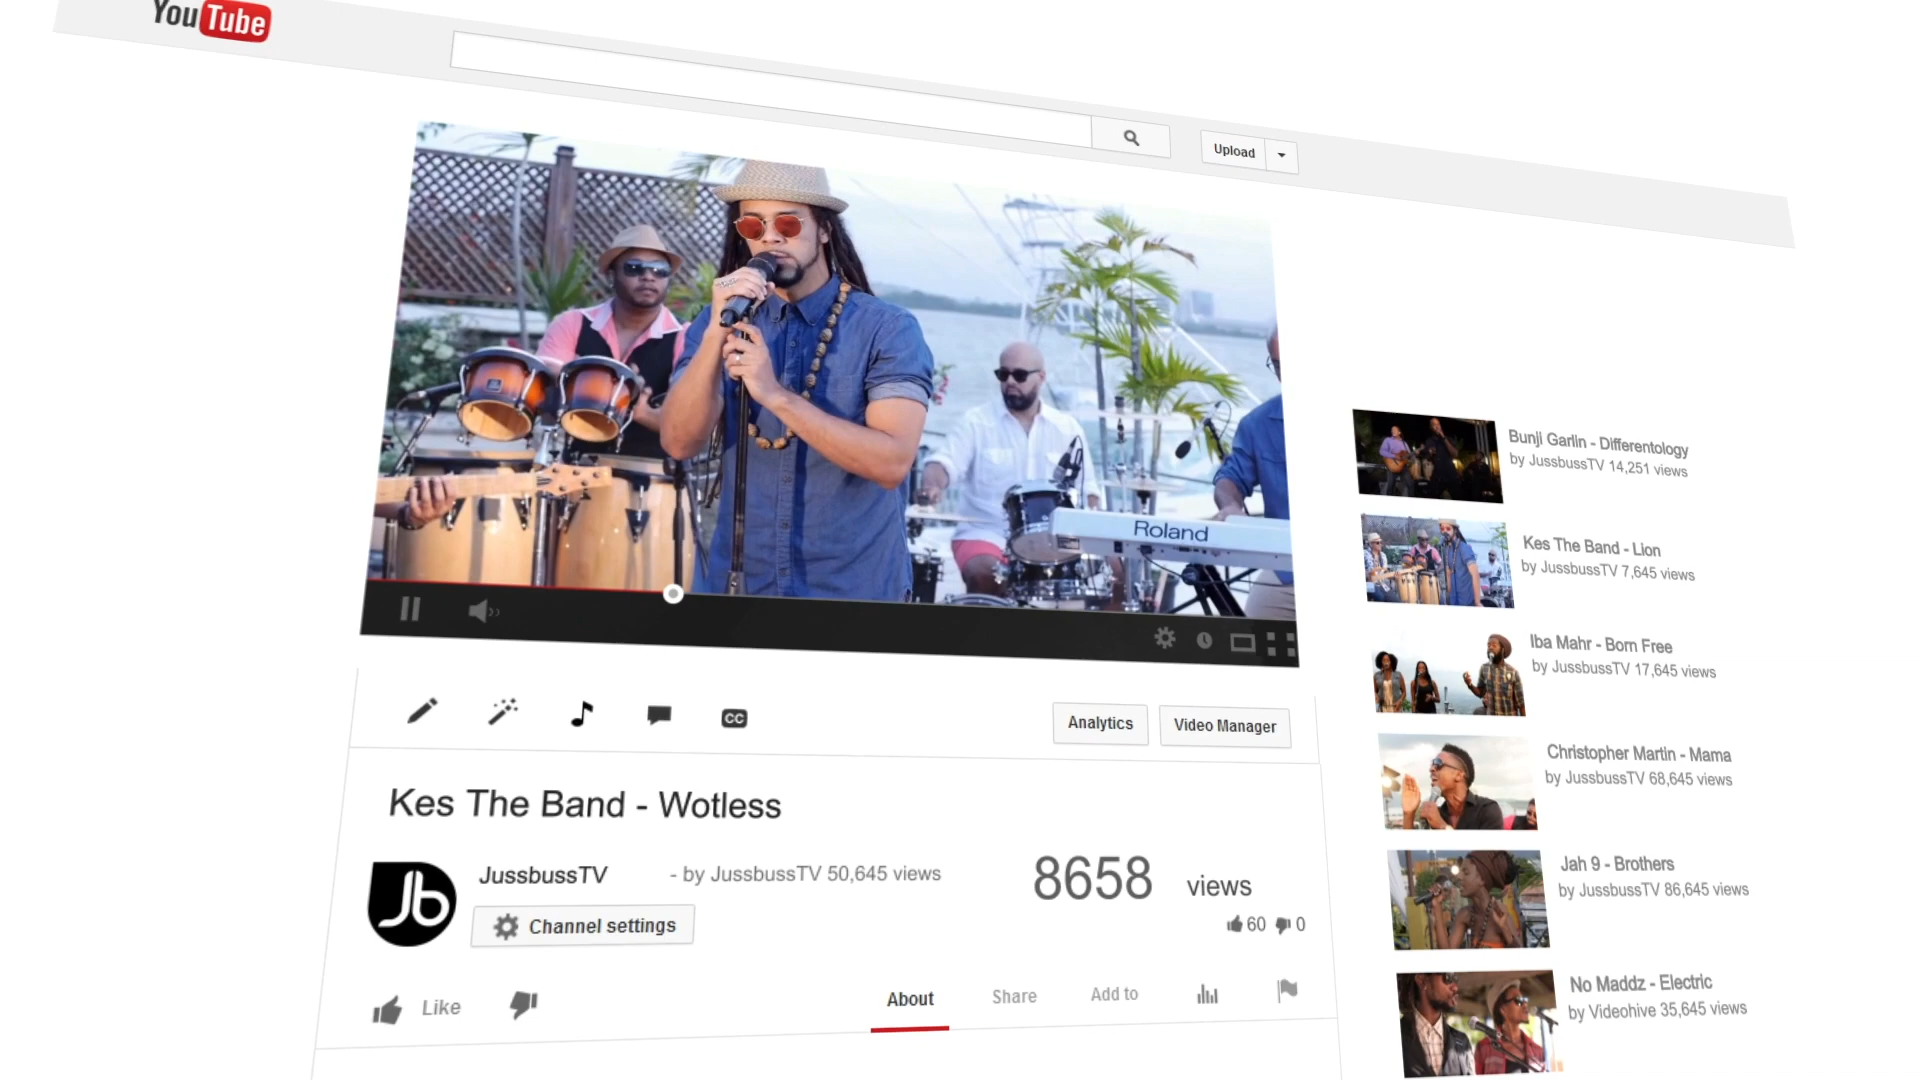 YouTube
Upload
Roland
Analytics
Video Manager
CC
Kes The Band - Wotless
JussbussTV
- by JussbussTV 50,645 views
8658 views
Channel settings
60
0
Like
About
Share
Add to
Jb
Bunji Garlin - Differentology
by JussbussTV 14,251 views
Kes The Band - Lion
by JussbussTV 7,645 views
Iba Mahr - Born Free
by JussbussTV 17,645 views
Christopher Martin - Mama
by JussbussTV 68,645 views
Jah 9 - Brothers
by JussbussTV 86,645 views
No Maddz - Electric
by Videohive 35,645 views